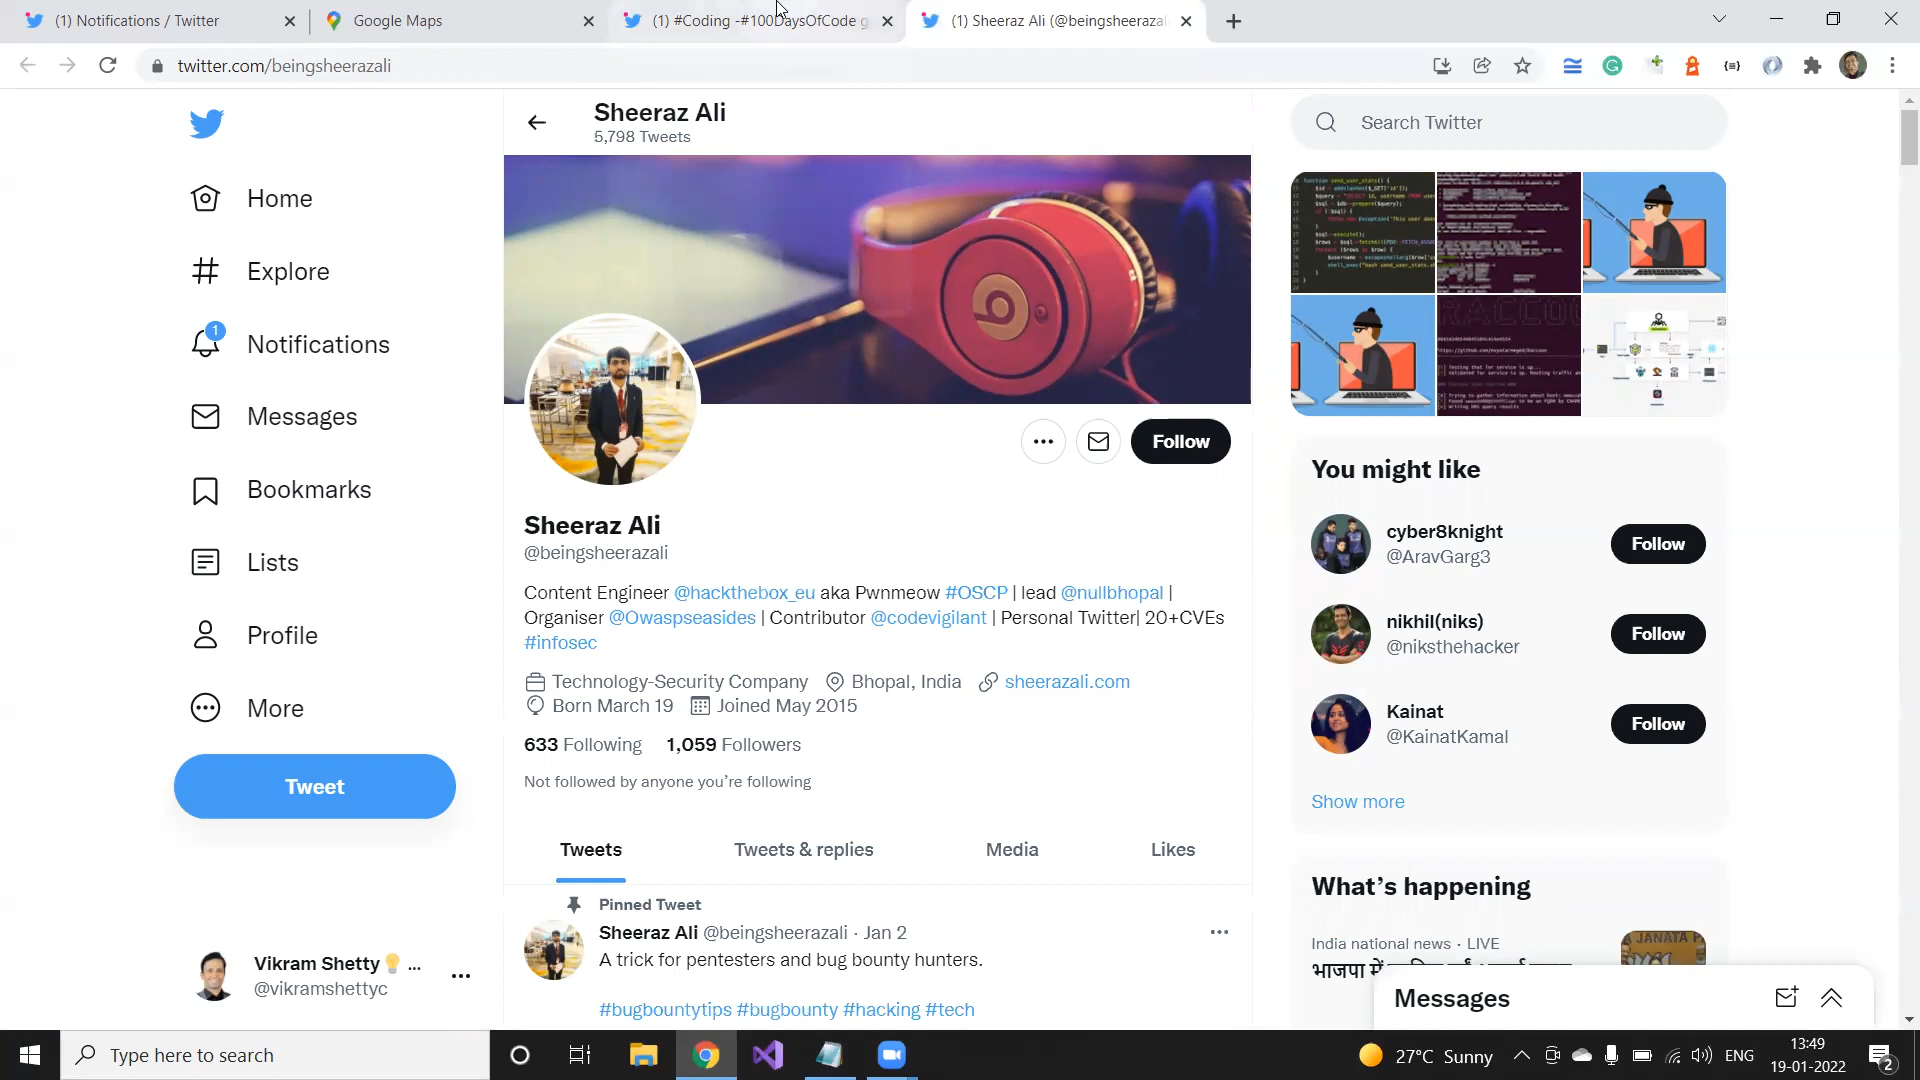 (1) Notifications / Twitter
Google Maps
(1) #Coding -#100DaysOfCode g
(1) Sheeraz Ali (@beingsheerazal
twitter.com/beingsheerazali
Sheeraz Ali
5,798 Tweets
Search Twitter
Home
Explore
1
Notifications
Messages
Bookmarks
Lists
Profile
More
Tweet
Vikram Shetty💡 ...
@vikramshettyc
Follow
Sheeraz Ali
@beingsheerazali
Content Engineer @hackthebox_eu aka Pwnmeow #OSCP | lead @nullbhopal |
Organiser @Owaspseasides | Contributor @codevigilant | Personal Twitter| 20+CVEs
#infosec
Technology-Security Company Bhopal, India sheerazali.com
Born March 19 Joined May 2015
633 Following 1,059 Followers
Not followed by anyone you're following
Tweets Tweets & replies Media Likes
Pinned Tweet
Sheeraz Ali @beingsheerazali · Jan 2
A trick for pentesters and bug bounty hunters.
#bugbountytips #bugbounty #hacking #tech
You might like
cyber8knight
@AravGarg3
Follow
nikhil(niks)
@niksthehacker
Follow
Kainat
@KainatKamal
Follow
Show more
What's happening
India national news · LIVE
भाजपा में
JANATA P
Messages
Type here to search
27°C Sunny
ENG
13:49
19-01-2022
2